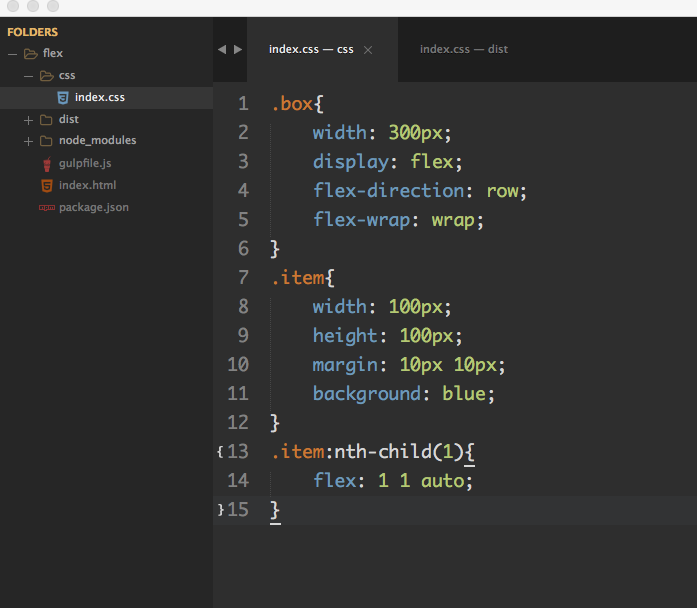 FOLDERS
flex
css
index.css
dist
node_modules
gulpfile.js
index.html
package.json
index.css — css
index.css — dist
1 .box{
2 width: 300px;
3 display: flex;
4 flex-direction: row;
5 flex-wrap: wrap;
6 }
7 .item{
8 width: 100px;
9 height: 100px;
10 margin: 10px 10px;
11 background: blue;
12 }
{13 .item:nth-child(1){
14 flex: 1 1 auto;
}15 }